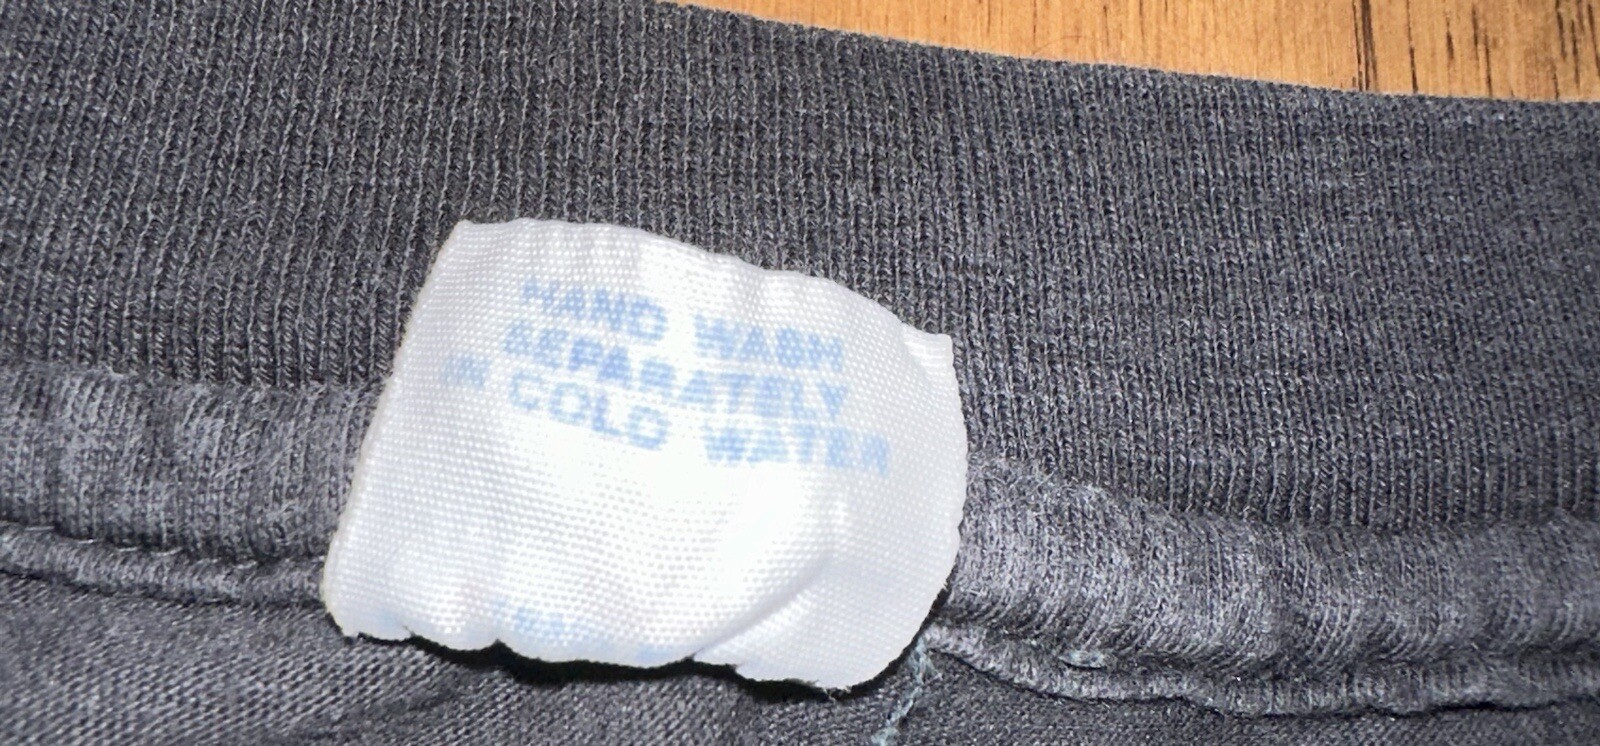 HAND WASH
SEPARATELY
IN COLD WATER